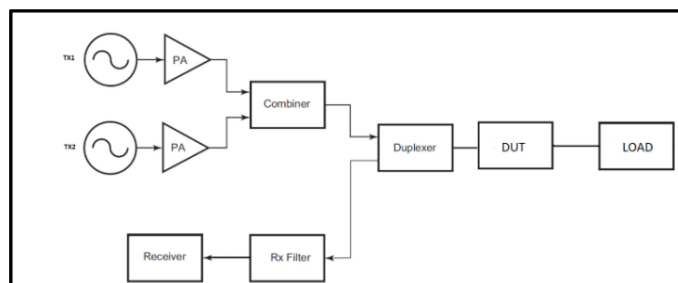 TX1
PA
Combiner
TX2
PA
Duplexer
DUT
LOAD
Receiver
Rx Filter